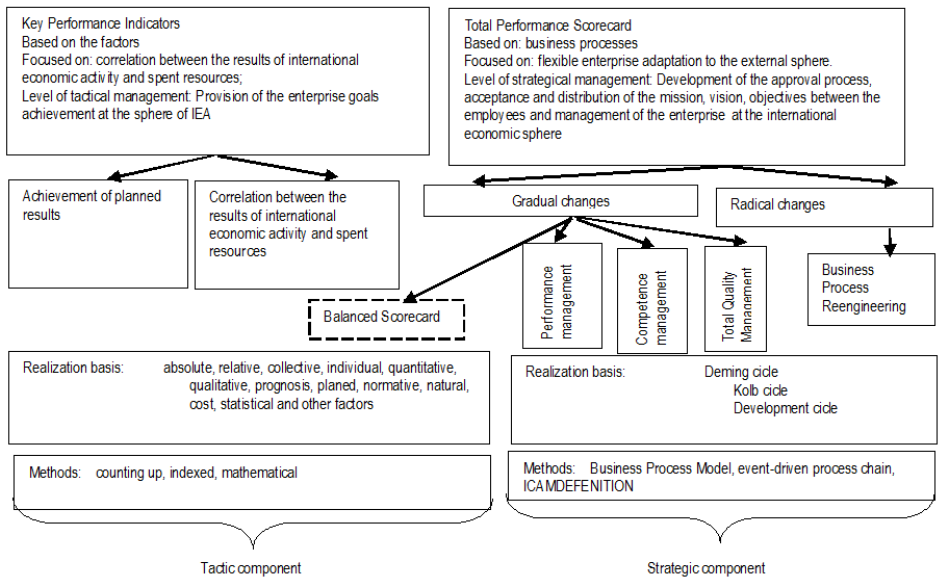 Key Performance Indicators
Based on the factors
Focused on: correlation between the results of international
economic activity and spent resources;
Level of tactical management: Provision of the enterprise goals
achievement at the sphere of IEA
Total Performance Scorecard
Based on: business processes
Focused on: flexible enterprise adaptation to the external sphere.
Level of strategical management: Development of the approval process,
acceptance and distribution of the mission, vision, objectives between the
employees and management of the enterprise at the international
economic sphere
Achievement of planned
results
Correlation between the
results of international
economic activity and spent
resources
Gradual changes
Radical changes
Balanced Scorecard
Performance
management
Competence
management
Total Quality
Management
Business
Process
Reengineering
Realization basis: absolute, relative, collective, individual, quantitative,
qualitative, prognosis, planed, normative, natural,
cost, statistical and other factors
Realization basis: Deming cicle
Kolb cicle
Development cicle
Methods: counting up, indexed, mathematical
Methods: Business Process Model, event-driven process chain,
ICAMDEFENITION
Tactic component
Strategic component